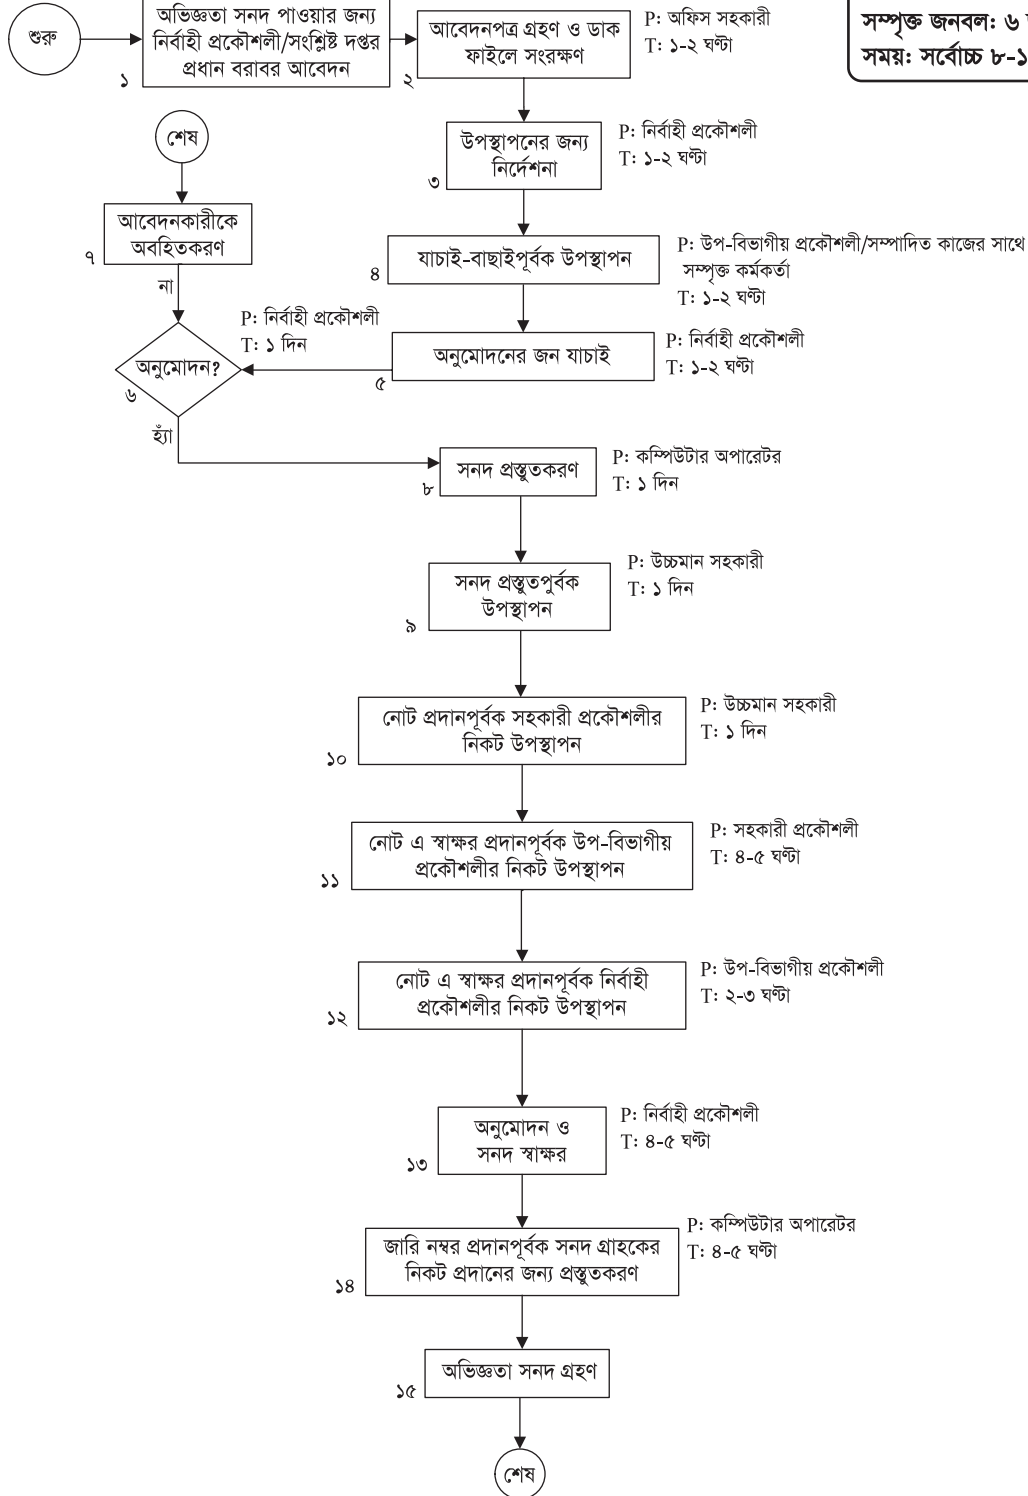 শুরু
অভিজ্ঞতা সনদ পাওয়ার জন্য
নির্বাহী প্রকৌশলী/সংশ্লিষ্ট দপ্তর
প্রধান বরাবর আবেদন
১
আবেদনপত্র গ্রহণ ও ডাক
ফাইলে সংরক্ষণ
২
P: অফিস সহকারী
T: ১-২ ঘণ্টা
সম্পৃক্ত জনবল: ৬
সময়: সর্বোচ্চ ৮-১
উপস্থাপনের জন্য
নির্দেশনা
৩
P: নির্বাহী প্রকৌশলী
T: ১-২ ঘণ্টা
শেষ
আবেদনকারীকে
অবহিতকরণ
৭
না
যাচাই-বাছাইপূর্বক উপস্থাপন
৪
P: উপ-বিভাগীয় প্রকৌশলী/সম্পাদিত কাজের সাথে
সম্পৃক্ত কর্মকর্তা
T: ১-২ ঘণ্টা
অনুমোদনের জন যাচাই
৫
P: নির্বাহী প্রকৌশলী
T: ১-২ ঘণ্টা
P: নির্বাহী প্রকৌশলী
T: ১ দিন
অনুমোদন?
৬
হ্যাঁ
সনদ প্রস্তুতকরণ
৮
P: কম্পিউটার অপারেটর
T: ১ দিন
সনদ প্রস্তুতপুর্বক
উপস্থাপন
৯
P: উচ্চমান সহকারী
T: ১ দিন
নোট প্রদানপূর্বক সহকারী প্রকৌশলীর
নিকট উপস্থাপন
১০
P: উচ্চমান সহকারী
T: ১ দিন
নোট এ স্বাক্ষর প্রদানপূর্বক উপ-বিভাগীয়
প্রকৌশলীর নিকট উপস্থাপন
১১
P: সহকারী প্রকৌশলী
T: ৪-৫ ঘণ্টা
নোট এ স্বাক্ষর প্রদানপূর্বক নির্বাহী
প্রকৌশলীর নিকট উপস্থাপন
১২
P: উপ-বিভাগীয় প্রকৌশলী
T: ২-৩ ঘণ্টা
অনুমোদন ও
সনদ স্বাক্ষর
১৩
P: নির্বাহী প্রকৌশলী
T: ৪-৫ ঘণ্টা
জারি নম্বর প্রদানপূর্বক সনদ গ্রাহকের
নিকট প্রদানের জন্য প্রস্তুতকরণ
১৪
P: কম্পিউটার অপারেটর
T: ৪-৫ ঘণ্টা
অভিজ্ঞতা সনদ গ্রহণ
১৫
শেষ